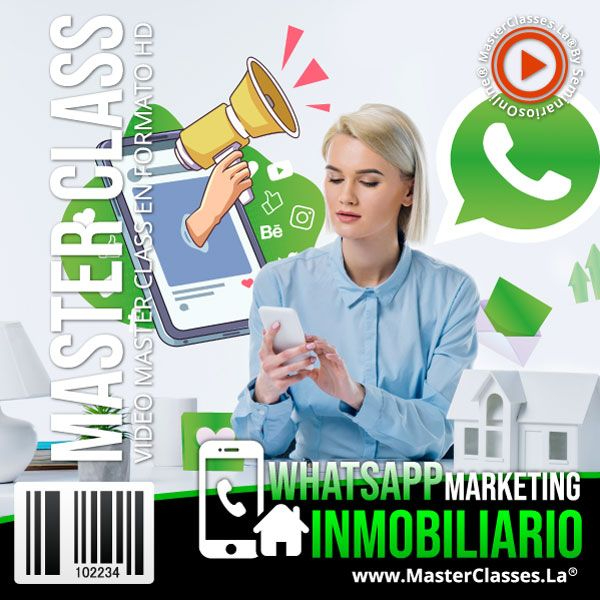 MASTER CLASS
VIDEO MASTER CLASS EN FORMATO HD
MasterClasses.La®By SeminariosOnline®
Bē
WHATSAPP MARKETING
INMOBILIARIO
102234
www.MasterClasses.La®